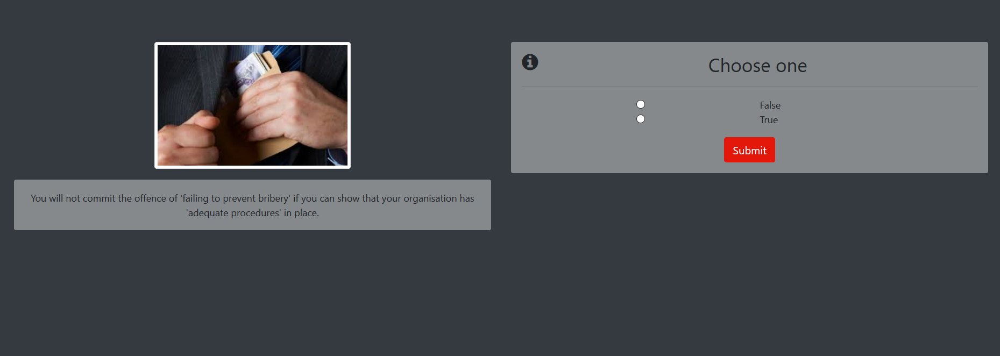 You will not commit the offence of 'failing to prevent bribery' if you can show that your organisation has
'adequate procedures' in place.
Choose one
False
True
Submit